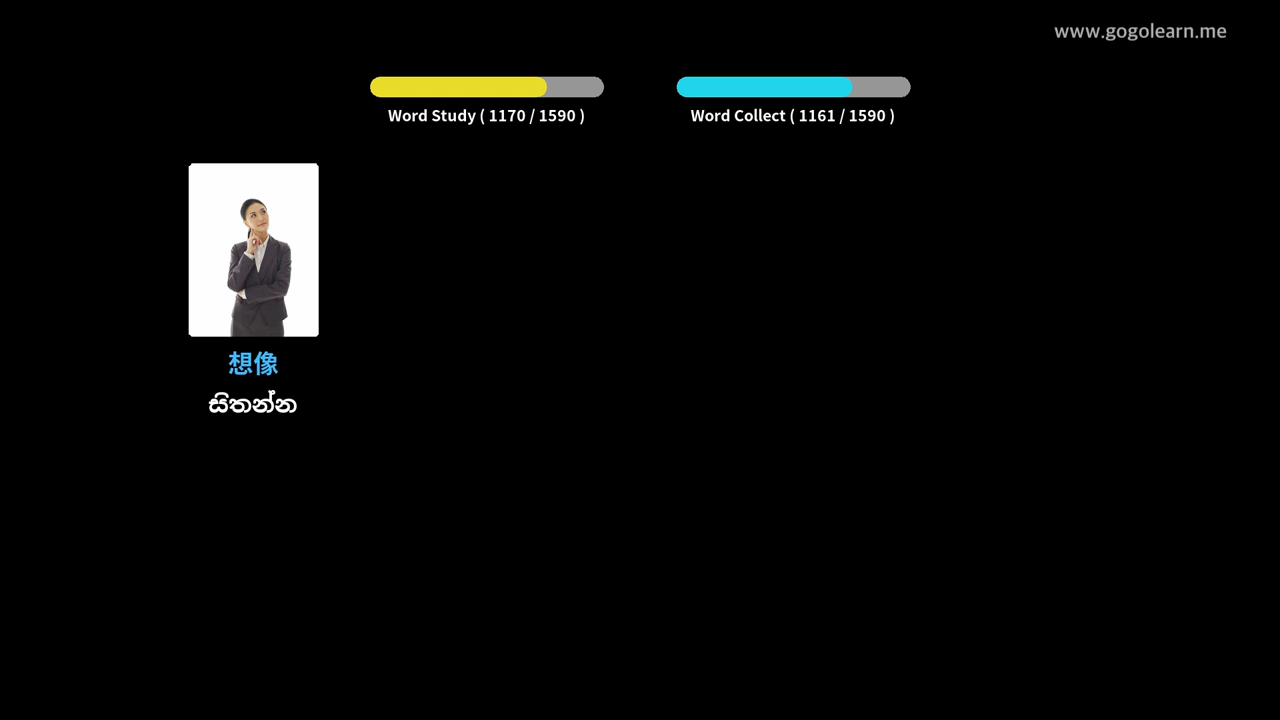 www.gogolearn.me
Word Study ( 1170 / 1590 )
Word Collect ( 1161 / 1590 )
想像
සිතන්න